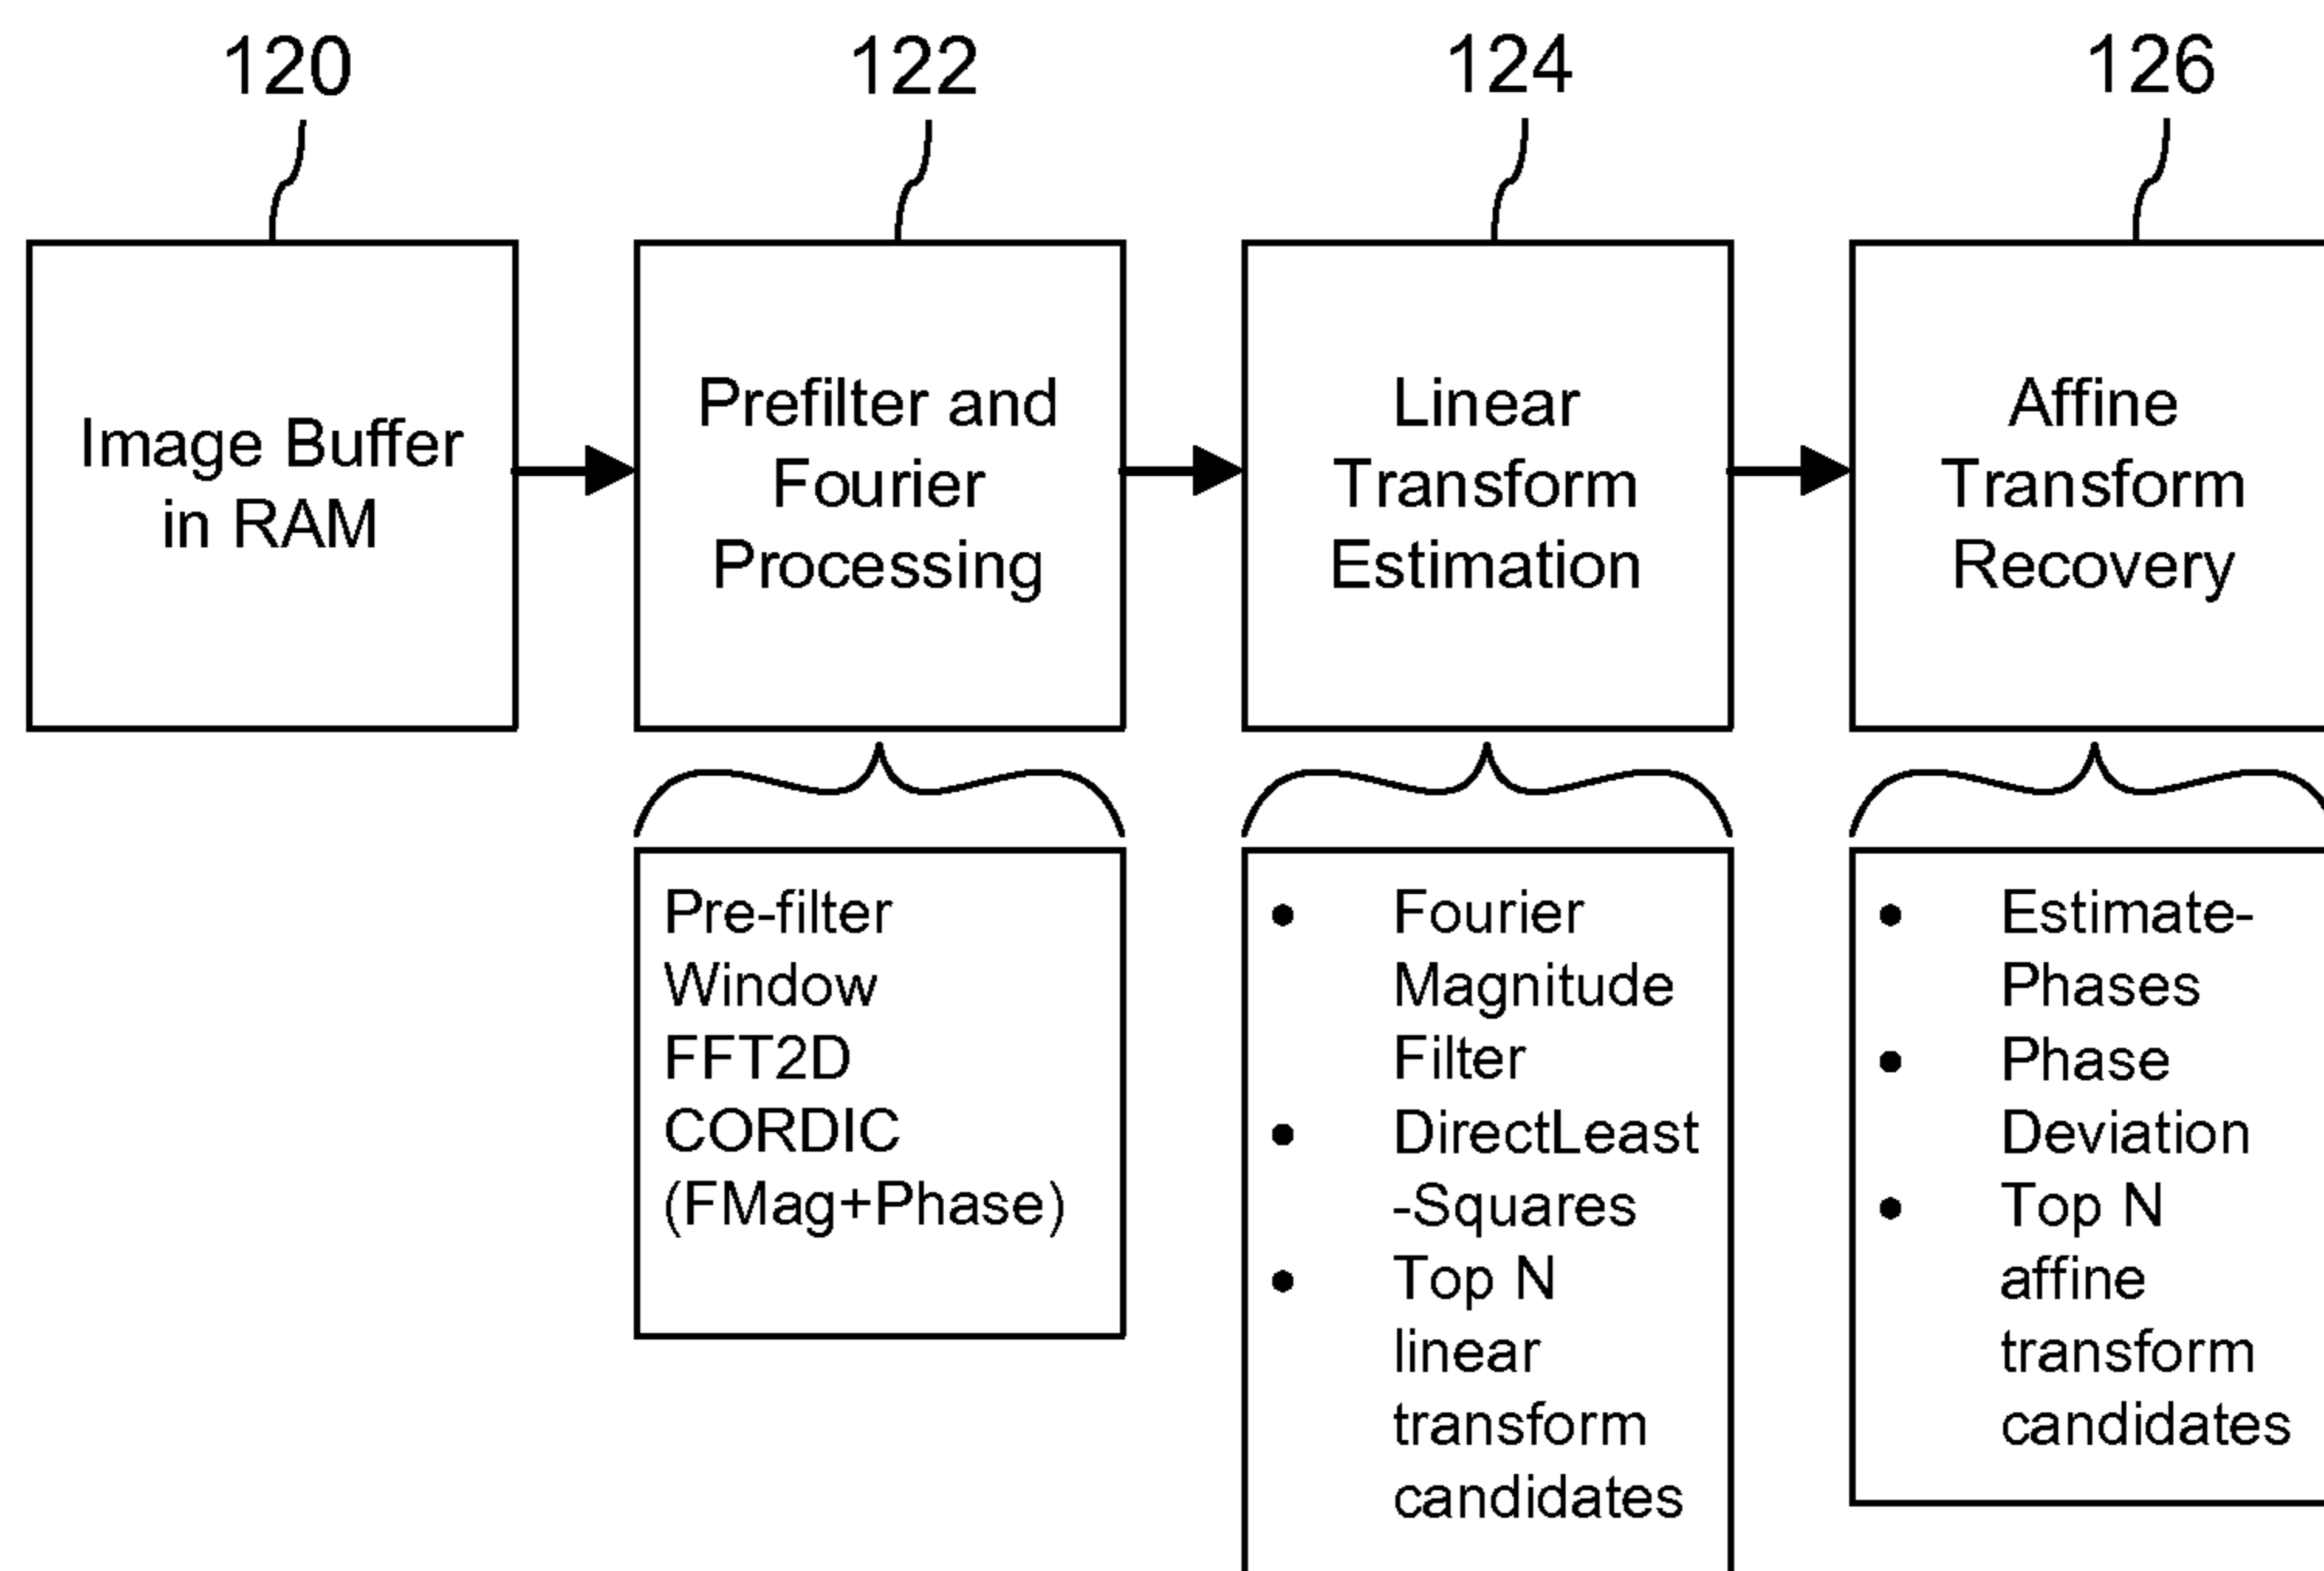 120
122
124
126
Image Buffer
in RAM
Prefilter and
Fourier
Processing
Linear
Transform
Estimation
Affine
Transform
Recovery
Pre-filter
Window
FFT2D
CORDIC
(FMag+Phase)
• Fourier
Magnitude
Filter
• DirectLeast
-Squares
• Top N
linear
transform
candidates
• Estimate-
Phases
• Phase
Deviation
• Top N
affine
transform
candidates